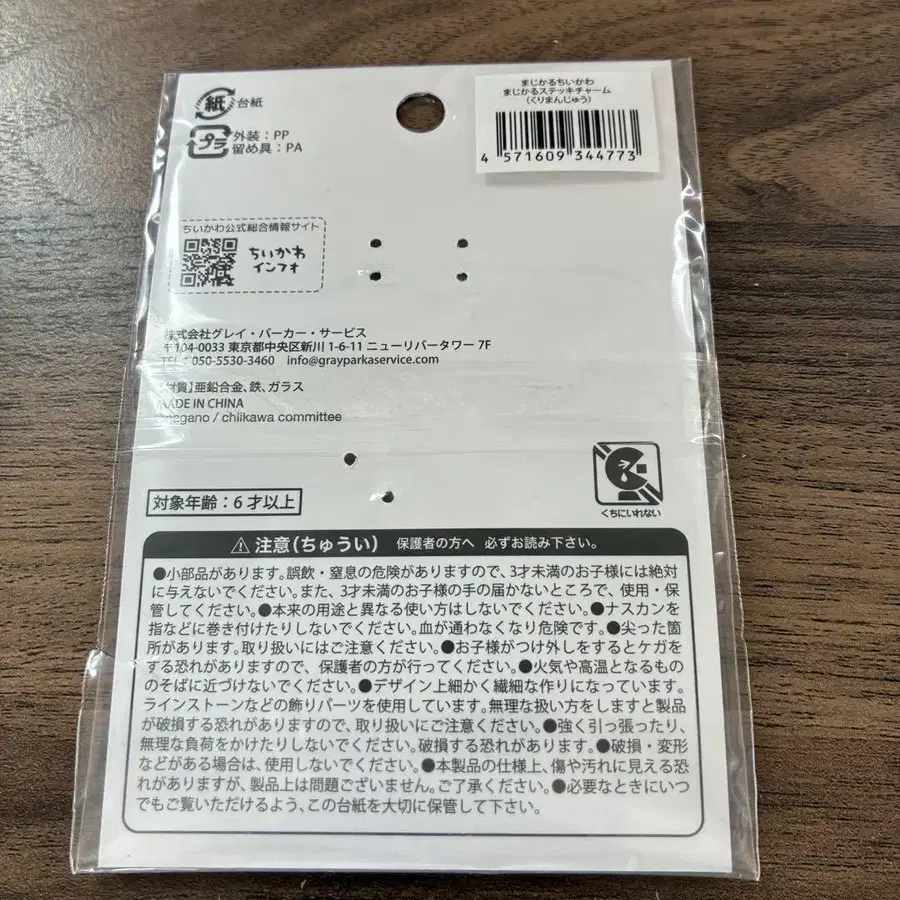 紙 台紙
プラ 外装：PP
留め具：PA
まじかるちいかわ
まじかるステッキチャーム
（くりまんじゅう）
4 571609 344773
ちいかわ公式総合情報サイト
ちいかわ
インフォ
株式会社グレイ・パーカー・サービス
〒104-0033 東京都中央区新川 1-6-11 ニューリバータワー 7F
TEL：050-5530-3460 info@grayparkaservice.com
【材質】亜鉛合金、鉄、ガラス
MADE IN CHINA
nagano / chiikawa committee
くちにいれない
対象年齢：6才以上
注意（ちゅうい） 保護者の方へ 必ずお読み下さい。
●小部品があります。誤飲・窒息の危険がありますので、3才未満のお子様には絶対
に与えないでください。また、3才未満のお子様の手の届かないところで、使用・保
管してください。●本来の用途と異なる使い方はしないでください。●ナスカンを
指などに巻き付けたりしないでください。血が通わなくなり危険です。●尖った箇
所があります。取り扱いにはご注意ください。●お子様がつけ外しをするとケガを
する恐れがありますので、保護者の方が行ってください。●火気や高温となるもの
のそばに近づけないでください。●デザイン上細かく繊細な作りになっています。
ラインストーンなどの飾りパーツを使用しています。無理な扱い方をしますと製品
が破損する恐れがありますので、取り扱いにご注意ください。●強く引っ張ったり、
無理な負荷をかけたりしないでください。破損する恐れがあります。●破損・変形
などがある場合は、使用しないでください。●本製品の仕様上、傷や汚れに見える恐
れがありますが、製品上は問題ございません。ご了承ください。●必要なときにいつ
でもご覧いただけるよう、この台紙を大切に保管して下さい。